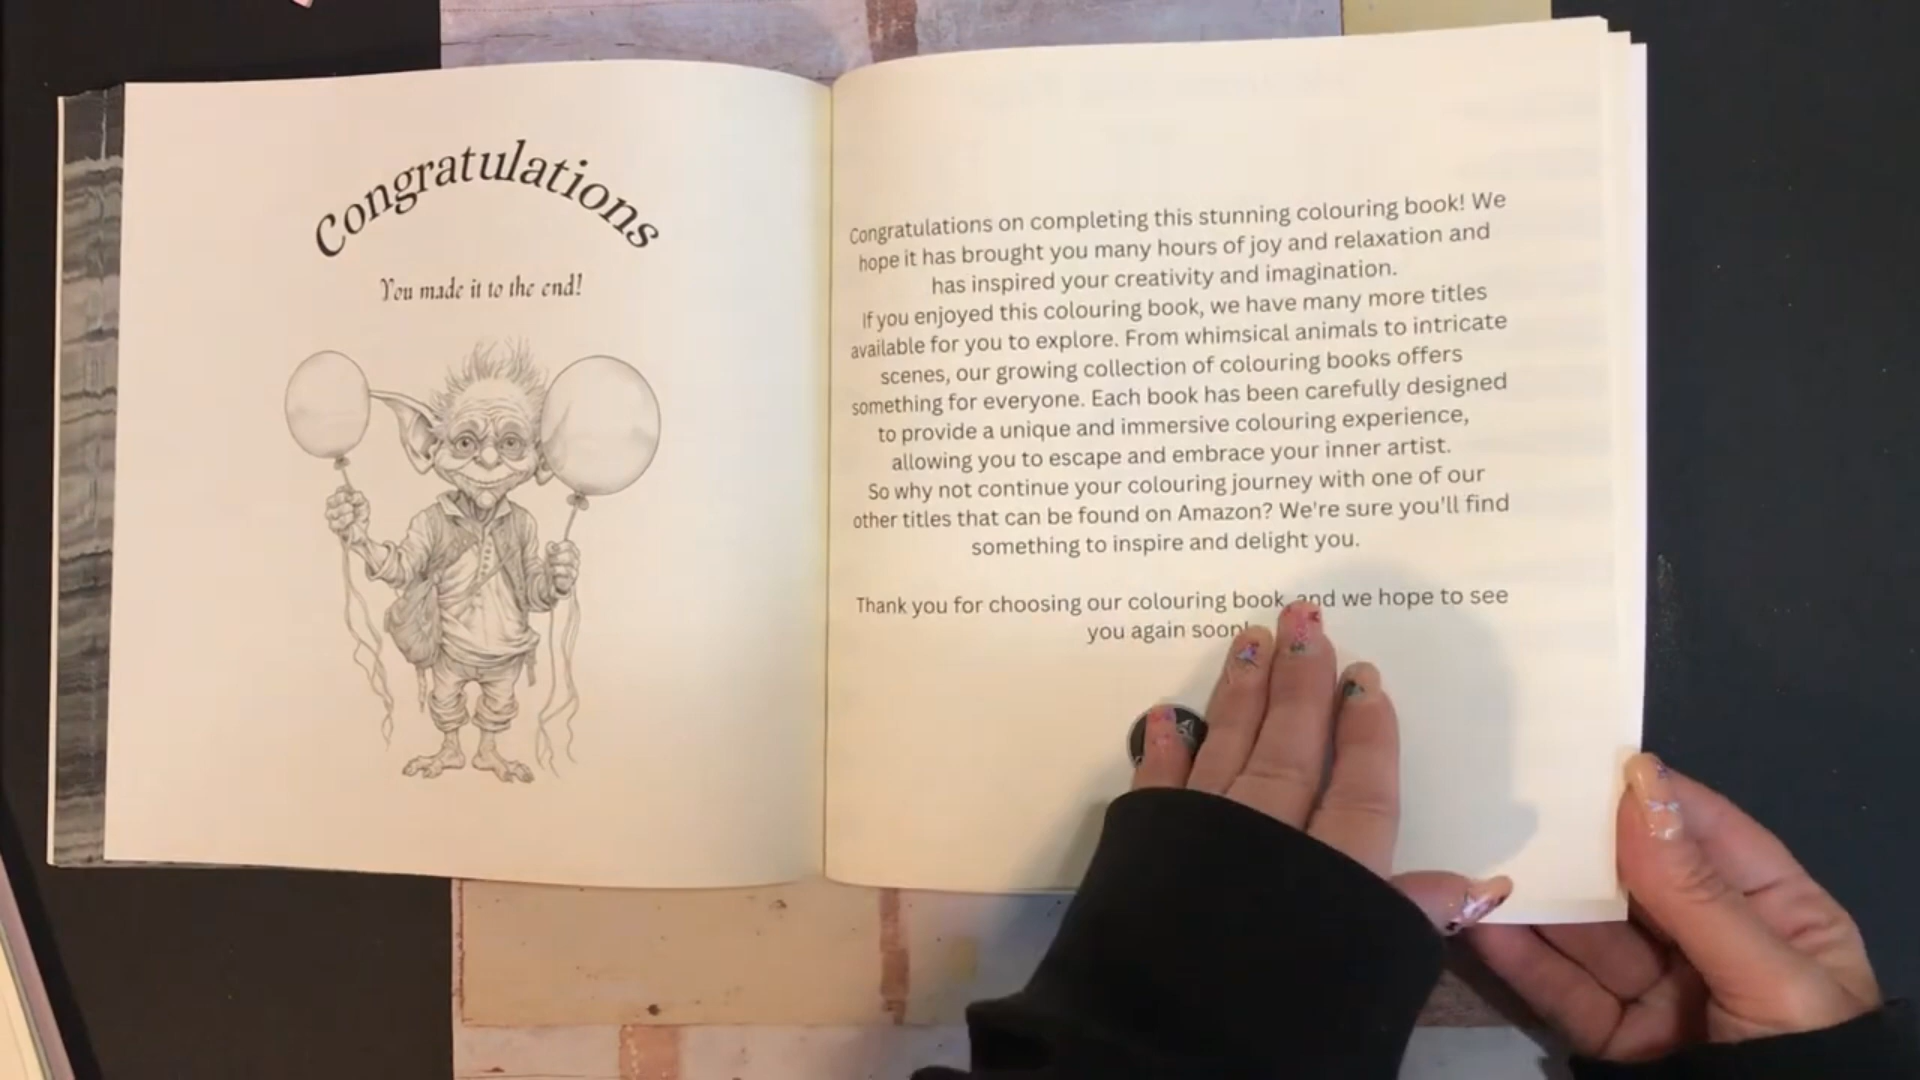 Congratulations
You made it to the end!
Congratulations on completing this stunning colouring book! We
hope it has brought you many hours of joy and relaxation and
has inspired your creativity and imagination.
If you enjoyed this colouring book, we have many more titles
available for you to explore. From whimsical animals to intricate
scenes, our growing collection of colouring books offers
something for everyone. Each book has been carefully designed
to provide a unique and immersive colouring experience,
allowing you to escape and embrace your inner artist.
So why not continue your colouring journey with one of our
other titles that can be found on Amazon? We're sure you'll find
something to inspire and delight you.
Thank you for choosing our colouring book, and we hope to see
you again soon!